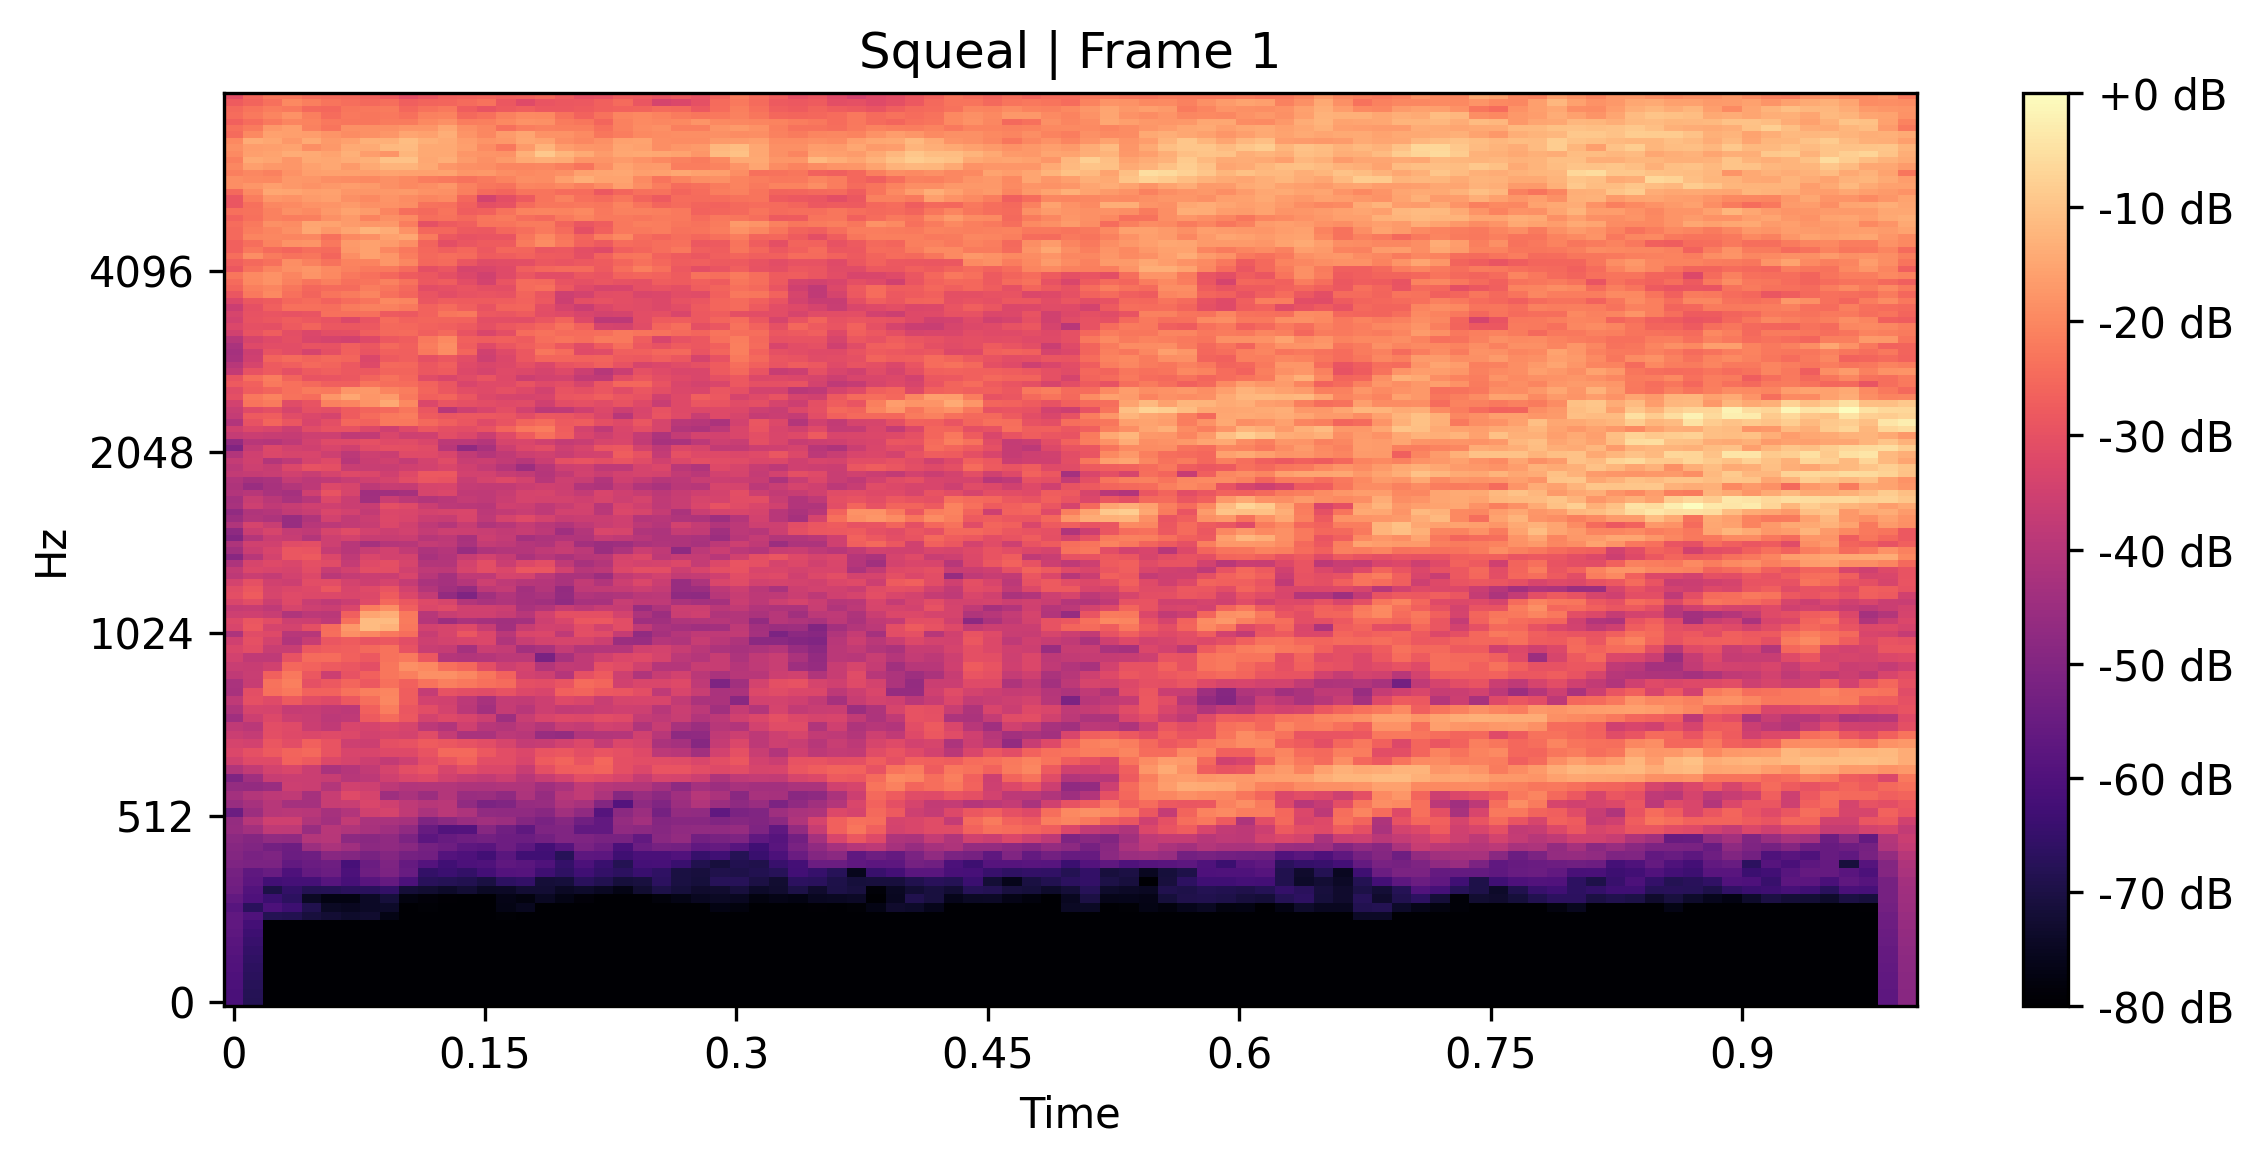 Squeal | Frame 1
+0 dB
-10 dB
-20 dB
-30 dB
-40 dB
-50 dB
-60 dB
-70 dB
-80 dB
4096
2048
1024
512
0
Hz
0 0.15 0.3 0.45 0.6 0.75 0.9
Time